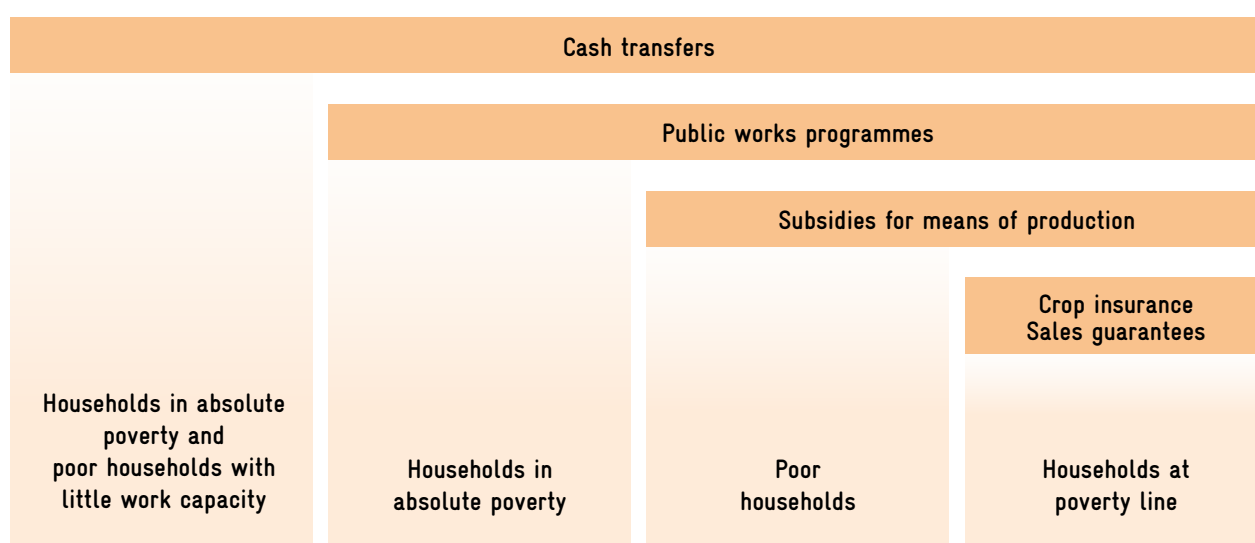 Cash transfers
Public works programmes
Subsidies for means of production
Crop insurance
Sales guarantees
Households in absolute
poverty and
poor households with
little work capacity
Households in
absolute poverty
Poor
households
Households at
poverty line